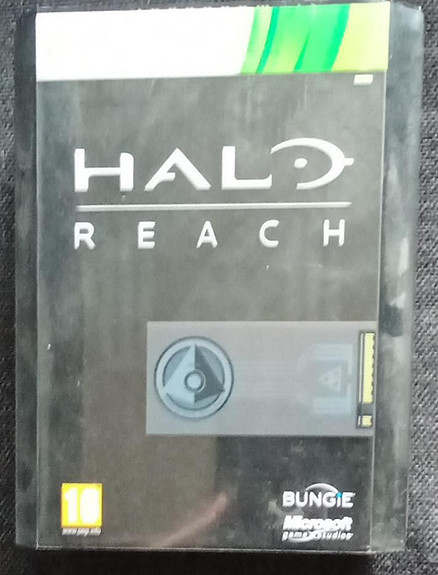 HALO
REACH
16
www.pegi.info
BUNGiE
Microsoft
game studios